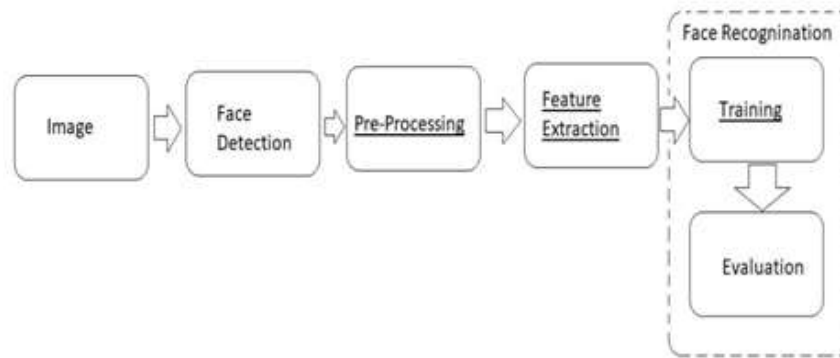 Face Recognination
Image
Face
Detection
Pre-Processing
Feature
Extraction
Training
Evaluation